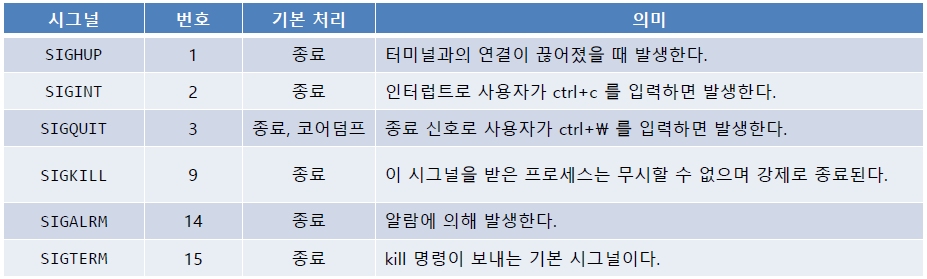 시그널 번호 기본 처리 의미
SIGHUP 1 종료 터미널과의 연결이 끊어졌을 때 발생한다.
SIGINT 2 종료 인터럽트로 사용자가 ctrl+c 를 입력하면 발생한다.
SIGQUIT 3 종료, 코어덤프 종료 신호로 사용자가 ctrl+₩ 를 입력하면 발생한다.
SIGKILL 9 종료 이 시그널을 받은 프로세스는 무시할 수 없으며 강제로 종료된다.
SIGALRM 14 종료 알람에 의해 발생한다.
SIGTERM 15 종료 kill 명령이 보내는 기본 시그널이다.